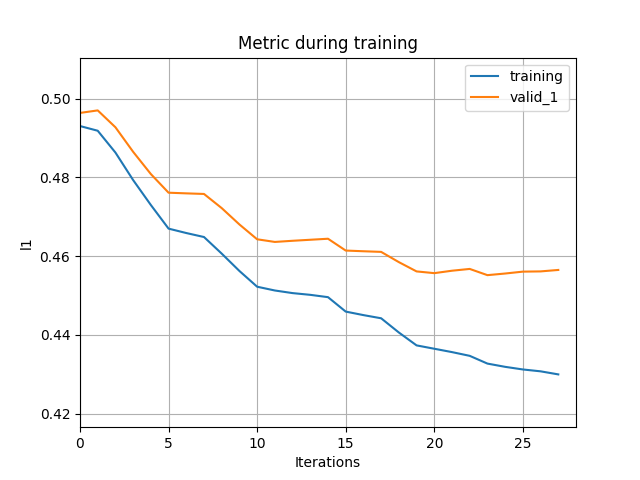 Metric during training
training
valid_1
0.50
0.48
0.46
0.44
0.42
l1
0 5 10 15 20 25
Iterations